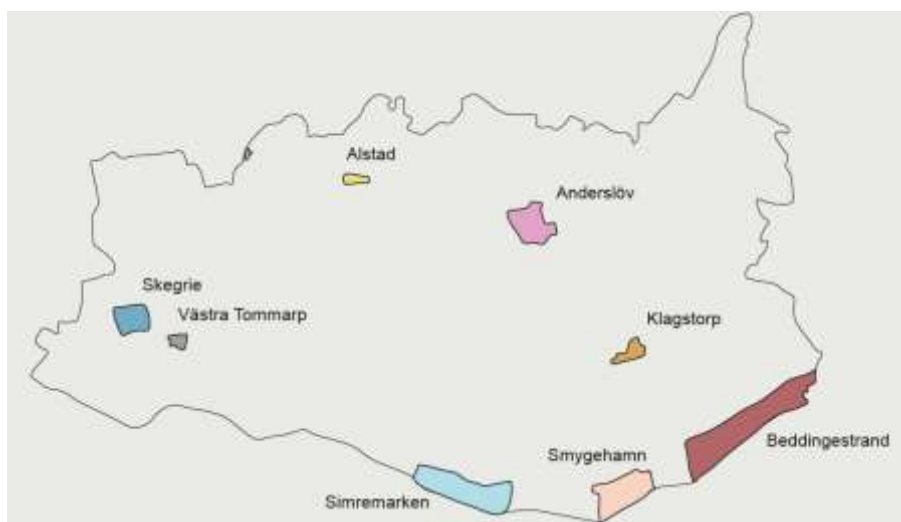 Alstad
Anderslöv
Skegrie
Västra Tommarp
Klagstorp
Beddingestrand
Smygehamn
Simremarken